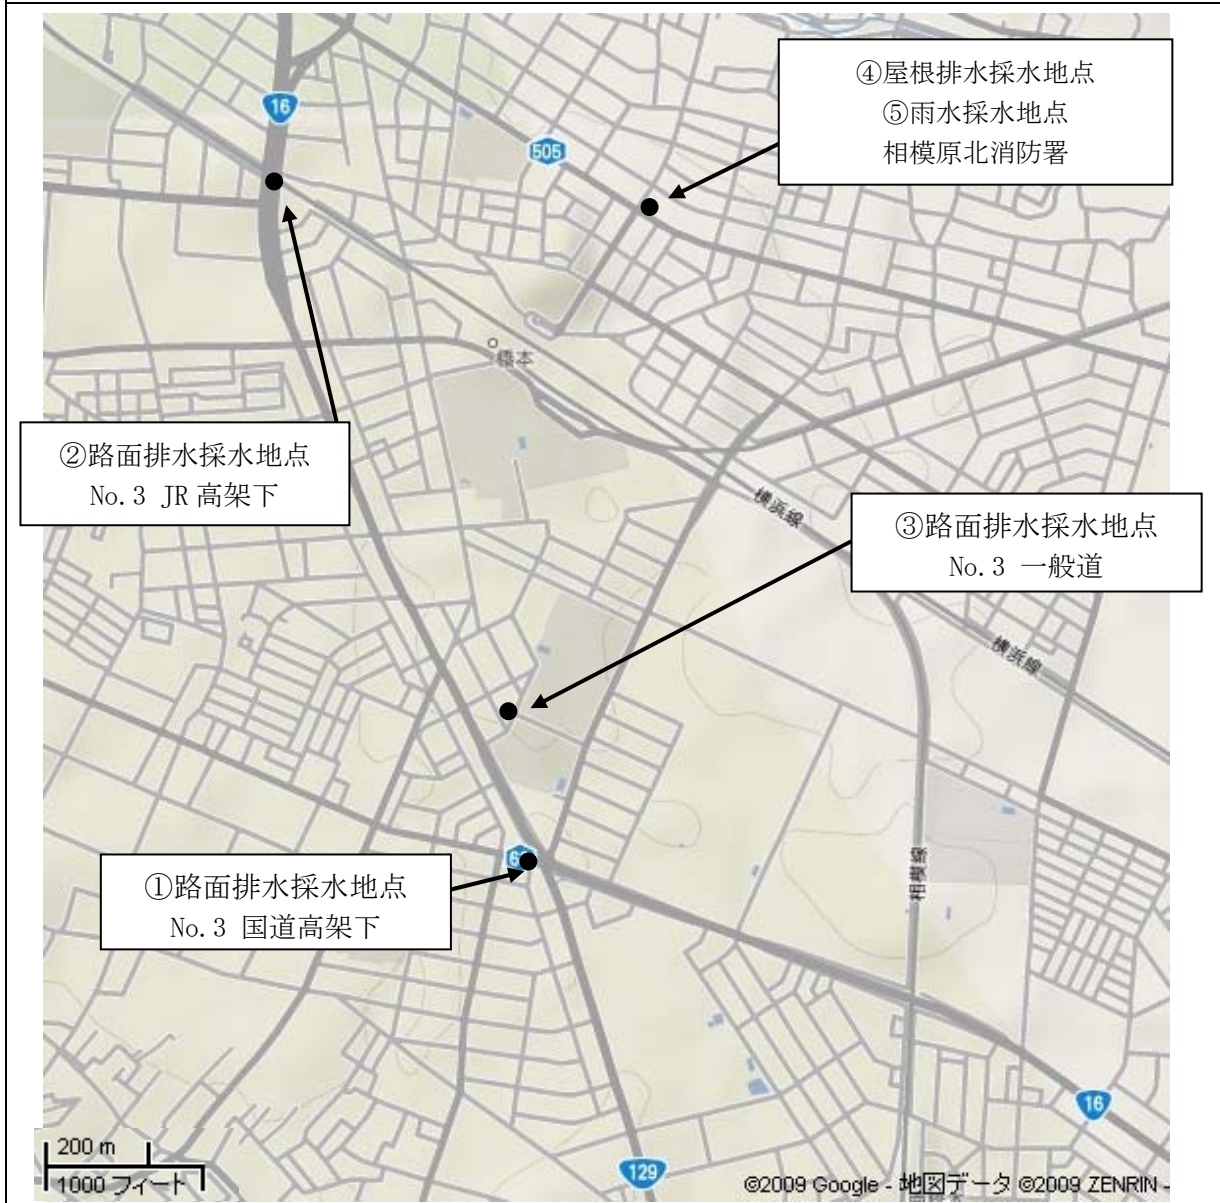 ④屋根排水採水地点
⑤雨水採水地点
相模原北消防署
16
505
橋本
②路面排水採水地点
No.3 JR 高架下
横浜線
③路面排水採水地点
No.3 一般道
横浜線
①路面排水採水地点
No.3 国道高架下
相模線
16
129
200 m
1000 フィート
©2009 Google - 地図データ ©2009 ZENRIN -